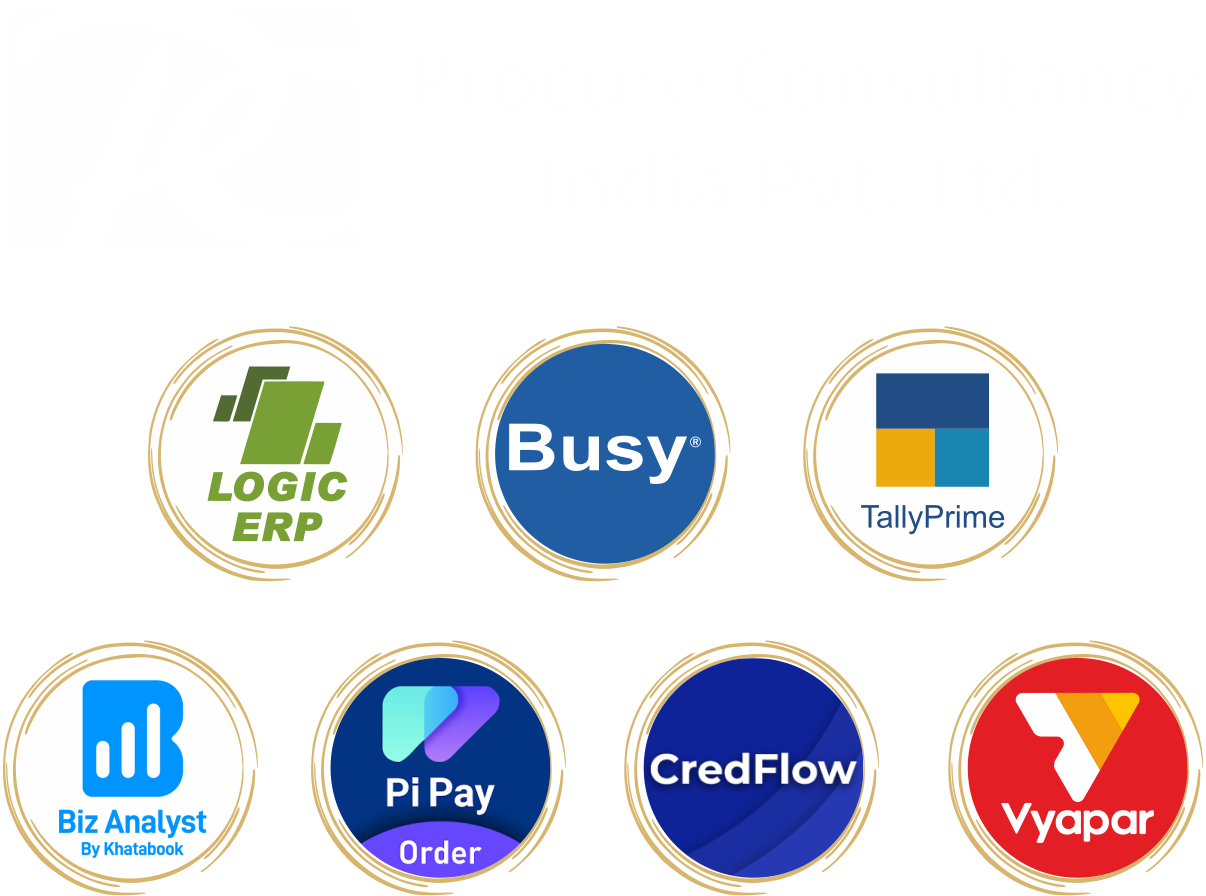 Procure Consultancy
India Pvt. Ltd.
LOGIC
ERP
Busy®
TallyPrime
Biz Analyst
By Khatabook
Pi Pay
Order
CredFlow
Vyapar